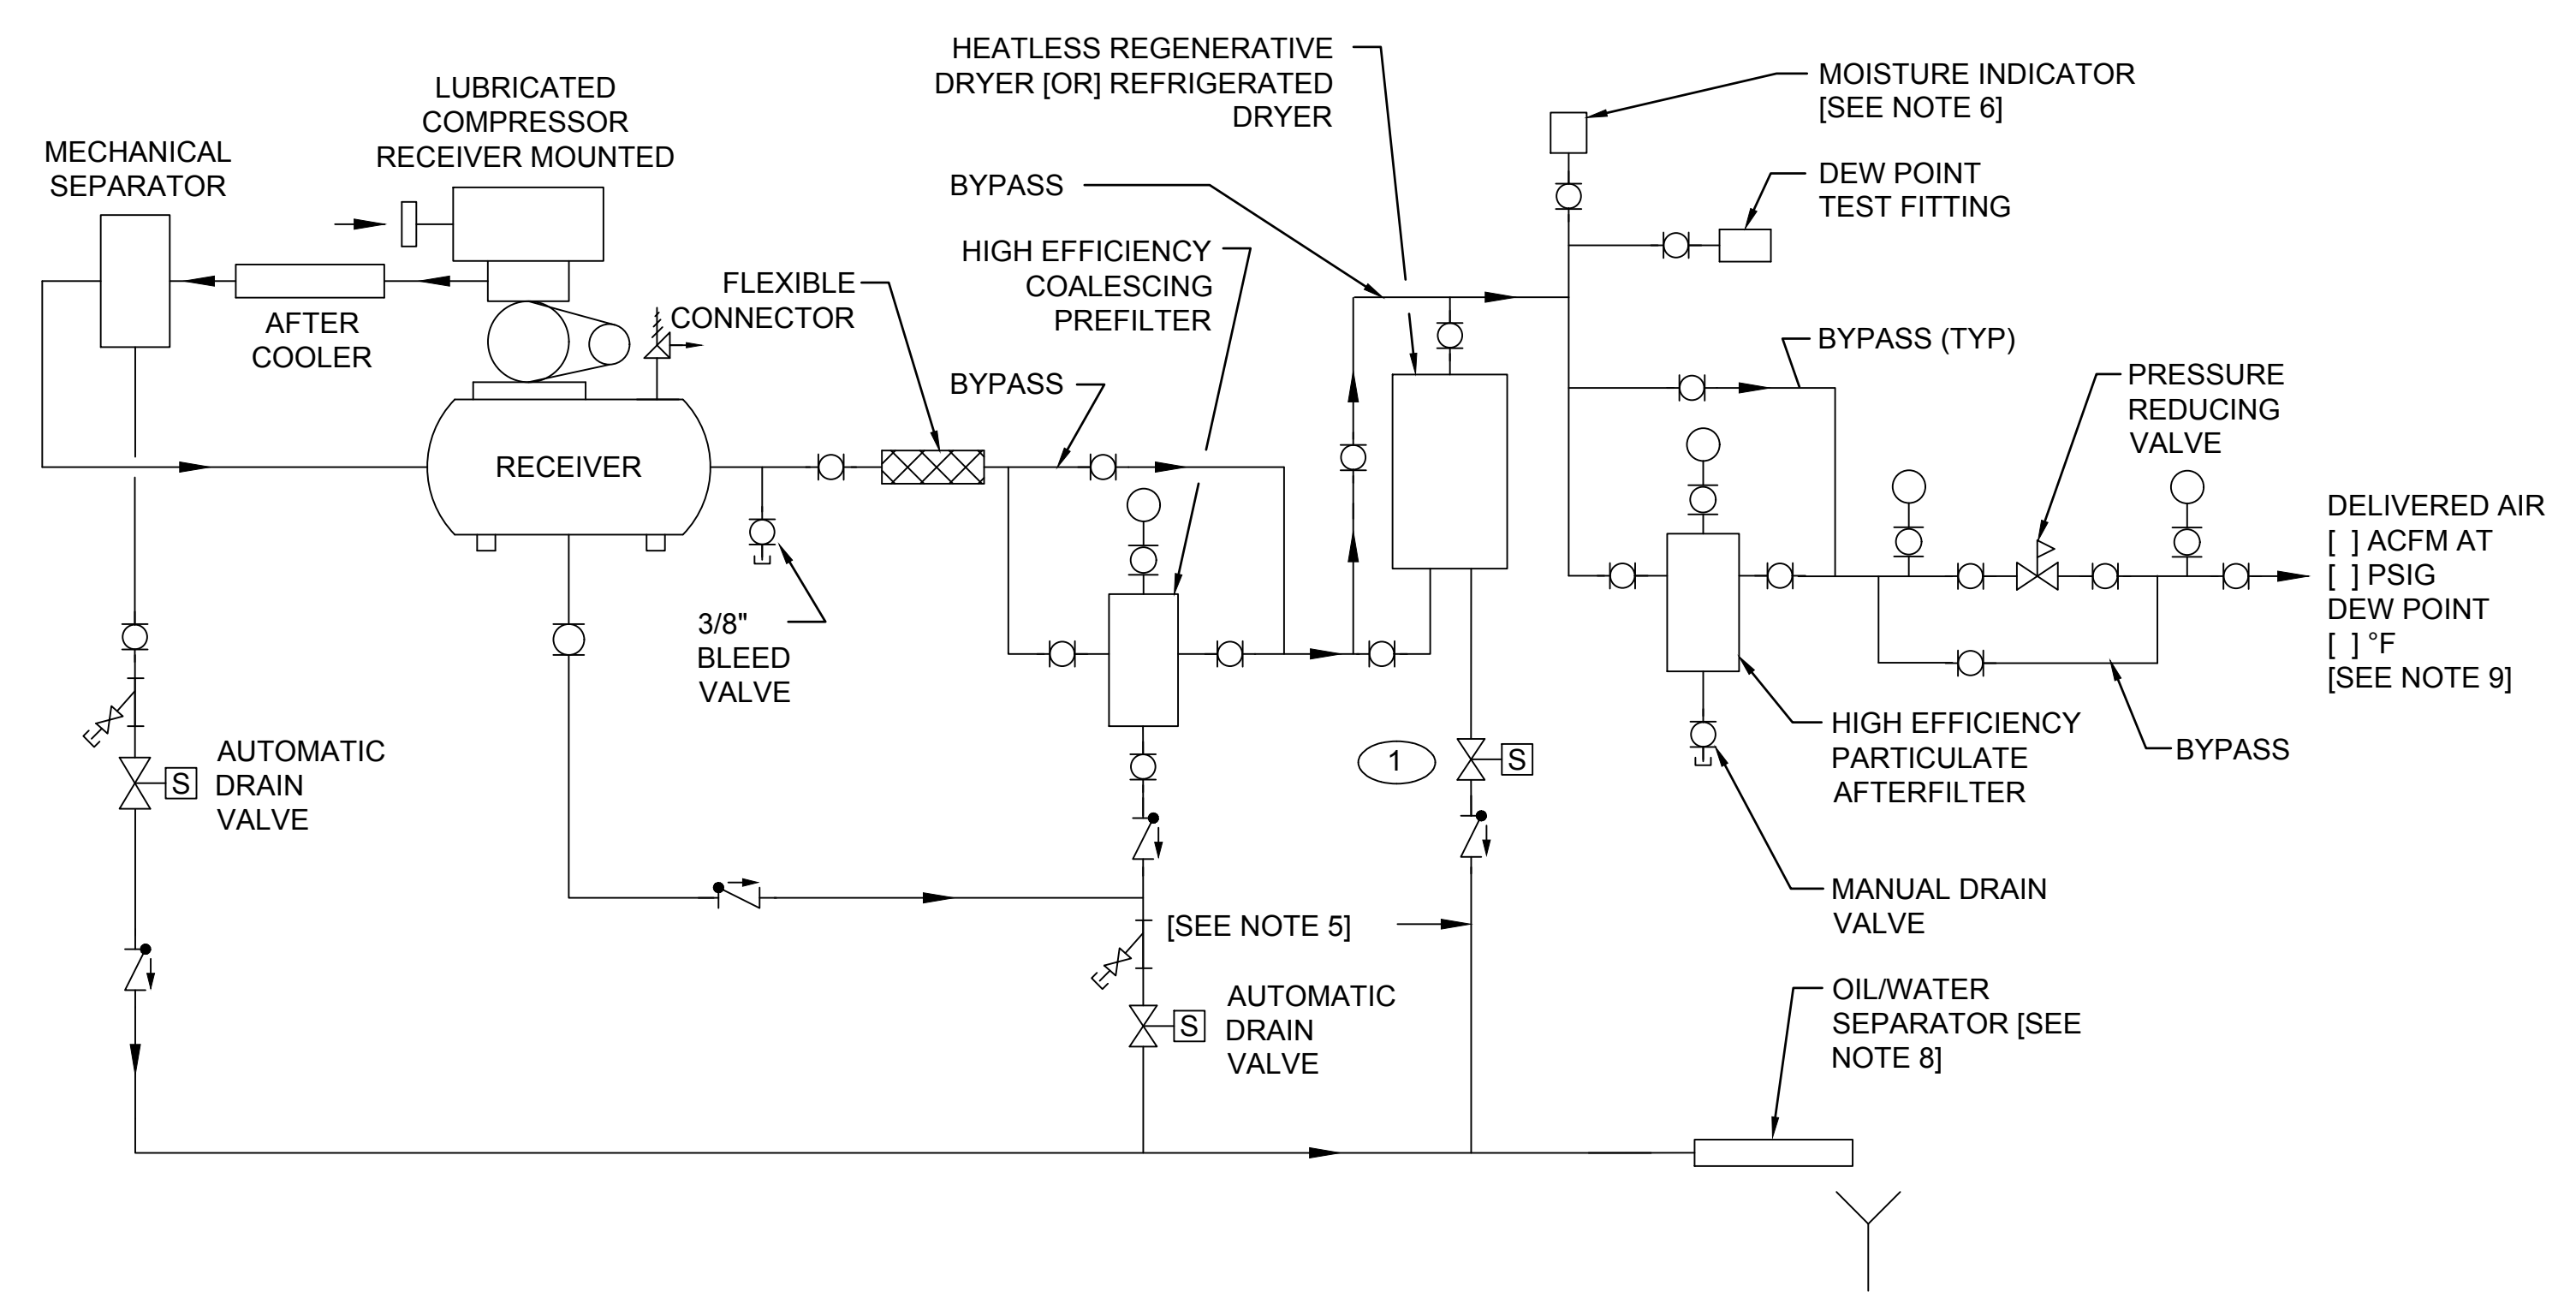 HEATLESS REGENERATIVE
DRYER [OR] REFRIGERATED
DRYER
MOISTURE INDICATOR
[SEE NOTE 6]
LUBRICATED
COMPRESSOR
RECEIVER MOUNTED
MECHANICAL
SEPARATOR
BYPASS
DEW POINT
TEST FITTING
HIGH EFFICIENCY
COALESCING
PREFILTER
FLEXIBLE
CONNECTOR
AFTER
COOLER
BYPASS (TYP)
BYPASS
PRESSURE
REDUCING
VALVE
RECEIVER
DELIVERED AIR
[ ] ACFM AT
[ ] PSIG
DEW POINT
[ ] °F
[SEE NOTE 9]
3/8"
BLEED
VALVE
HIGH EFFICIENCY
PARTICULATE
AFTERFILTER
BYPASS
AUTOMATIC
DRAIN
VALVE
S
1
S
MANUAL DRAIN
VALVE
[SEE NOTE 5]
AUTOMATIC
DRAIN
VALVE
S
OIL/WATER
SEPARATOR [SEE
NOTE 8]